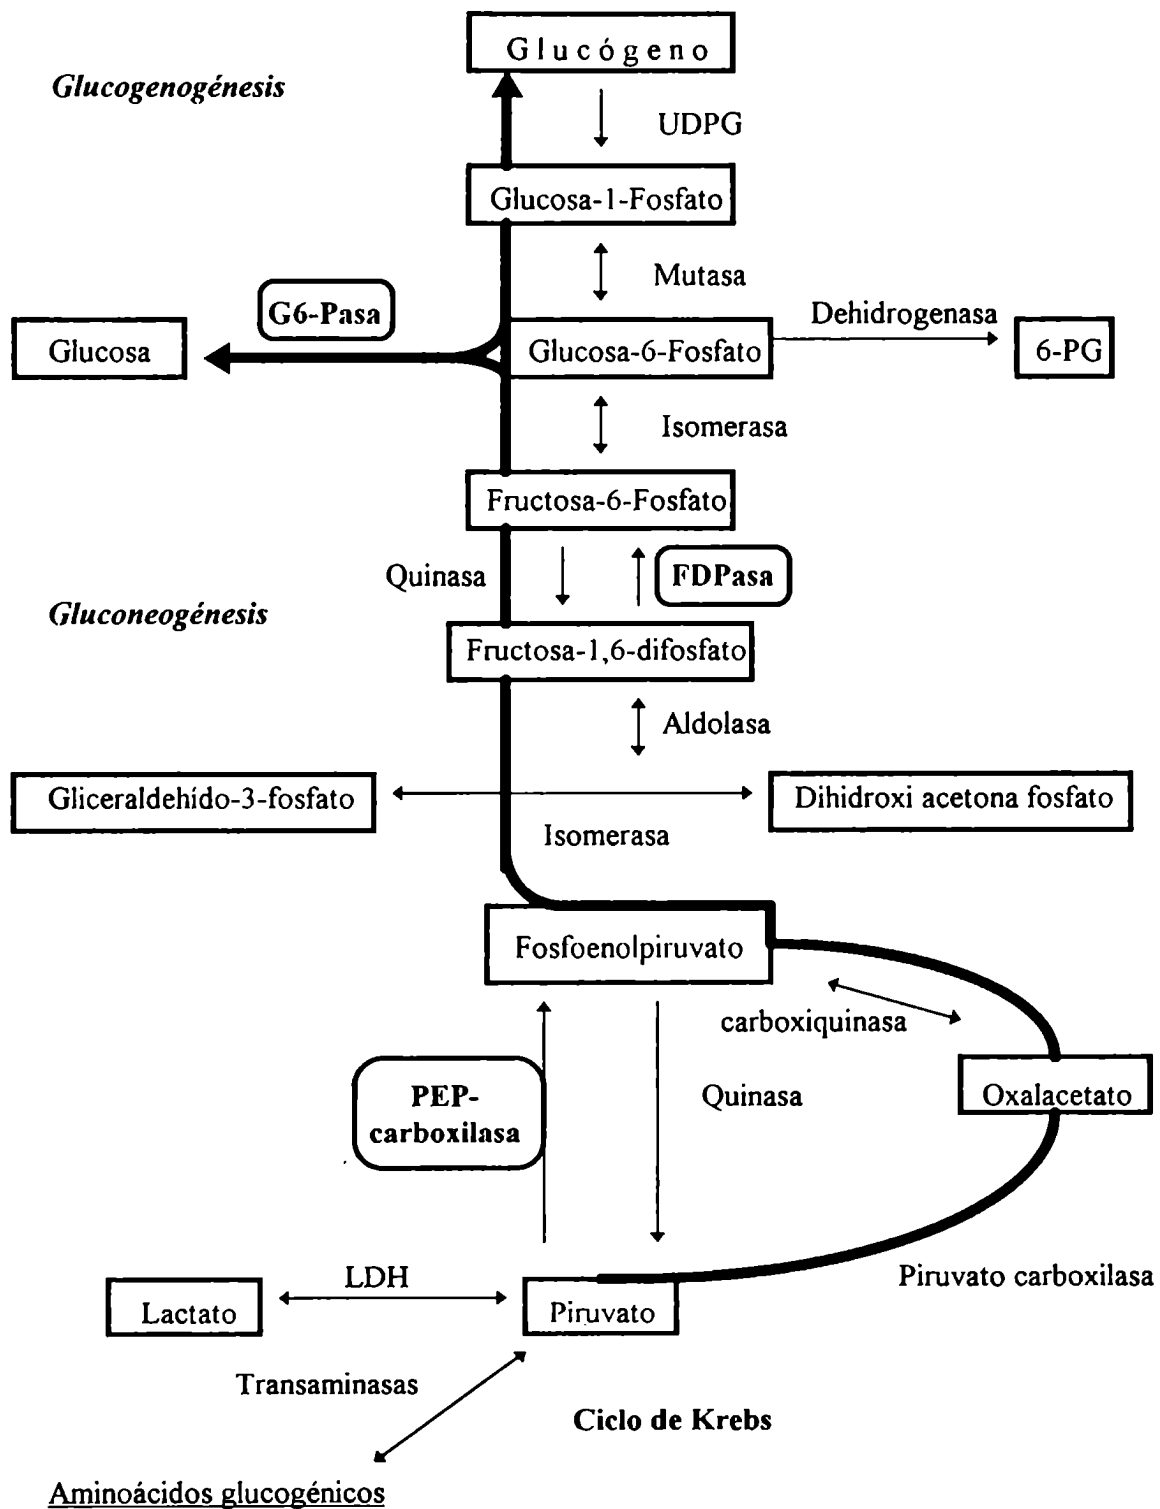 Glucógeno
Glucogenogénesis
UDPG
Glucosa-1-Fosfato
Mutasa
G6-Pasa
Dehidrogenasa
Glucosa
Glucosa-6-Fosfato
6-PG
Isomerasa
Fructosa-6-Fosfato
Quinasa
FDPasa
Gluconeogénesis
Fructosa-1,6-difosfato
Aldolasa
Gliceraldehído-3-fosfato
Dihidroxi acetona fosfato
Isomerasa
Fosfoenolpiruvato
carboxiquinasa
PEP-
carboxilasa
Quinasa
Oxalacetato
Piruvato carboxilasa
LDH
Lactato
Piruvato
Transaminasas
Ciclo de Krebs
Aminoácidos glucogénicos